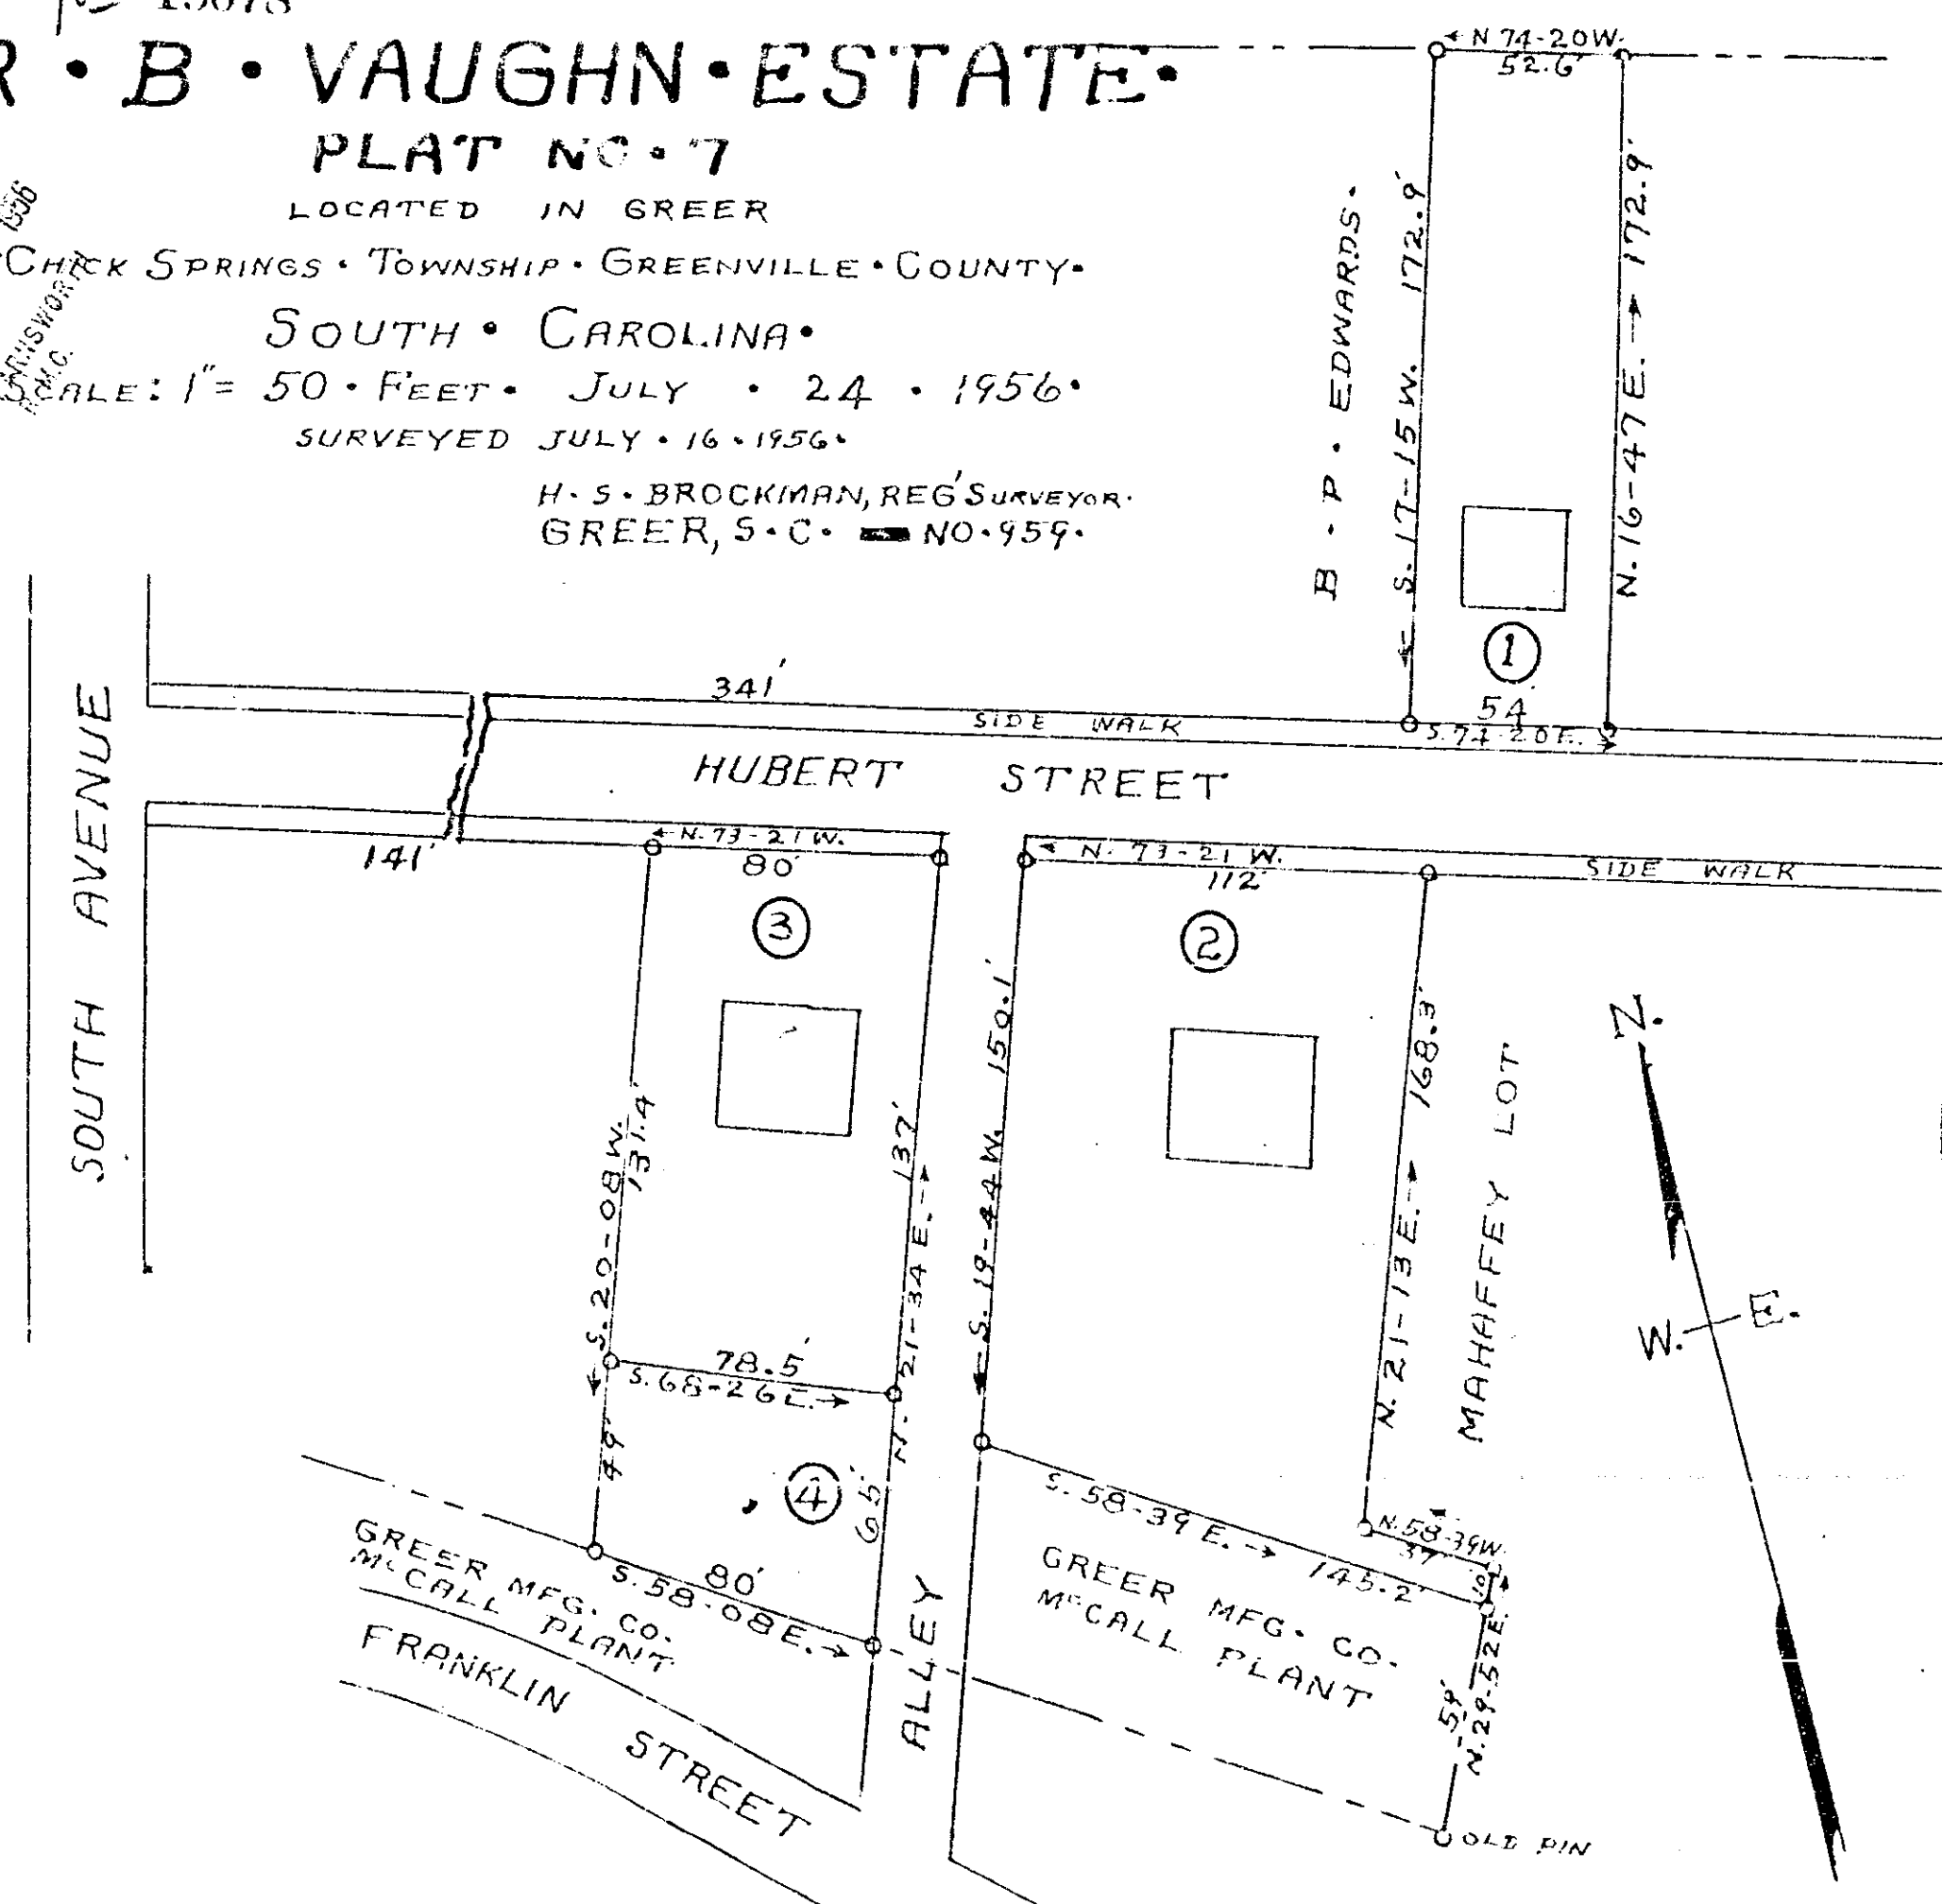 R · B · VAUGHN · ESTATE ·
PLAT NO · 7
LOCATED IN GREER
CHICK SPRINGS · TOWNSHIP · GREENVILLE · COUNTY ·
SOUTH · CAROLINA ·
SCALE: 1" = 50 · FEET · JULY · 24 · 1956 ·
SURVEYED JULY · 16 · 1956 ·
H · S · BROCKMAN, REG' SURVEYOR ·
GREER, S · C · NO · 959 ·
1956
R.M.C.
N 74-20 W.
52.6'
B · P · EDWARDS ·
S. 17-15 W. 172.9'
N. 16-47 E. 172.9'
1
54'
S. 74-20 E.
341'
SIDE WALK
HUBERT STREET
SOUTH AVENUE
141'
N. 73-21 W.
80'
3
N. 73-21 W.
112'
SIDE WALK
2
S. 20-08 W.
131.4'
137'
N. 21-34 E.
S. 19-44 W. 150.1'
N. 21-13 E. 168.3'
MAHAFFEY LOT
N.
W. E.
78.5'
S. 68-26 E.
49'
4
65'
80'
S. 58-08 E.
GREER MFG. CO.
McCALL PLANT
FRANKLIN STREET
ALLEY
S. 58-39 E. 145.2'
GREER MFG. CO.
McCALL PLANT
N. 58-39 W.
37'
10'
59'
N. 29-52 E.
OLD PIN